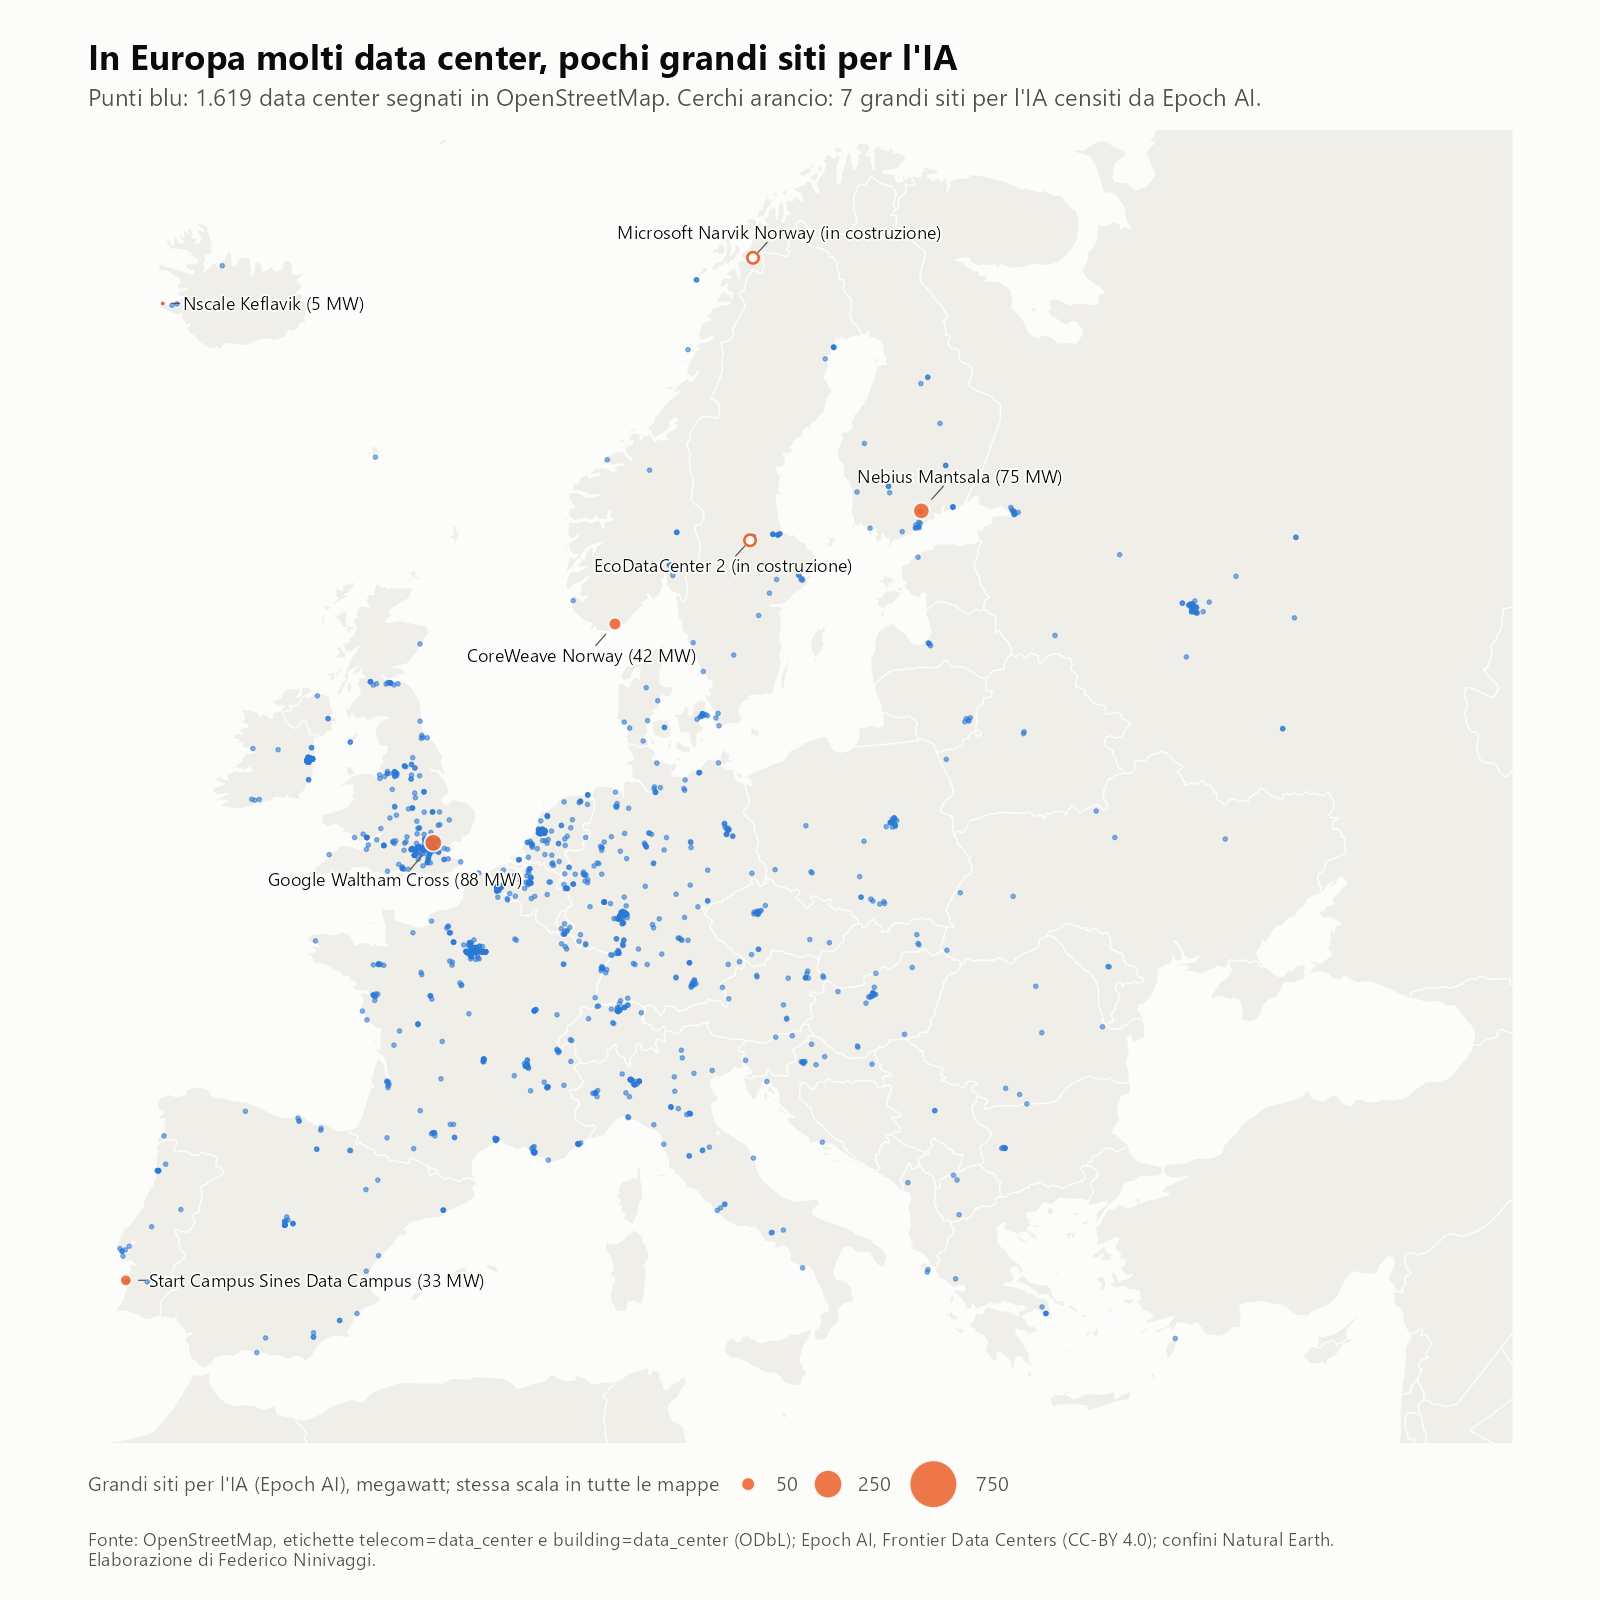 In Europa molti data center, pochi grandi siti per l'IA
Punti blu: 1.619 data center segnati in OpenStreetMap. Cerchi arancio: 7 grandi siti per l'IA censiti da Epoch AI.
Microsoft Narvik Norway (in costruzione)
Nscale Keflavik (5 MW)
Nebius Mantsala (75 MW)
EcoDataCenter 2 (in costruzione)
CoreWeave Norway (42 MW)
Google Waltham Cross (88 MW)
Start Campus Sines Data Campus (33 MW)
Grandi siti per l'IA (Epoch AI), megawatt; stessa scala in tutte le mappe 50 250 750
Fonte: OpenStreetMap, etichette telecom=data_center e building=data_center (ODbL); Epoch AI, Frontier Data Centers (CC-BY 4.0); confini Natural Earth.
Elaborazione di Federico Ninivaggi.